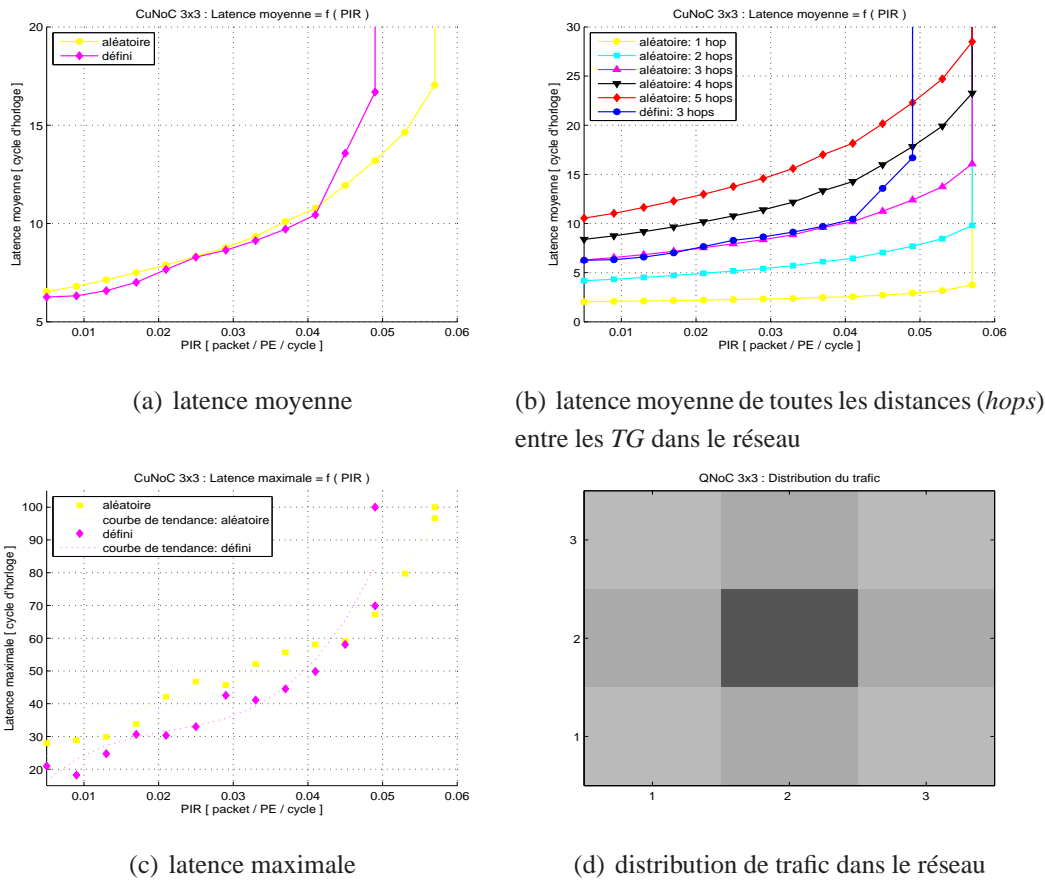 CuNoC 3x3 : Latence moyenne = f ( PIR )
Latence moyenne [ cycle d'horloge ]
20
15
10
5
aléatoire
défini
0.01 0.02 0.03 0.04 0.05 0.06
PIR [ packet / PE / cycle ]
(a) latence moyenne
CuNoC 3x3 : Latence moyenne = f ( PIR )
Latence moyenne [ cycle d'horloge ]
30
25
20
15
10
5
0
aléatoire: 1 hop
aléatoire: 2 hops
aléatoire: 3 hops
aléatoire: 4 hops
aléatoire: 5 hops
défini: 3 hops
0.01 0.02 0.03 0.04 0.05 0.06
PIR [ packet / PE / cycle ]
(b) latence moyenne de toutes les distances (hops)
entre les TG dans le réseau
CuNoC 3x3 : Latence maximale = f ( PIR )
Latence maximale [ cycle d'horloge ]
100
90
80
70
60
50
40
30
20
aléatoire
courbe de tendance: aléatoire
défini
courbe de tendance: défini
0.01 0.02 0.03 0.04 0.05 0.06
PIR [ packet / PE / cycle ]
(c) latence maximale
QNoC 3x3 : Distribution du trafic
3
2
1
1 2 3
(d) distribution de trafic dans le réseau